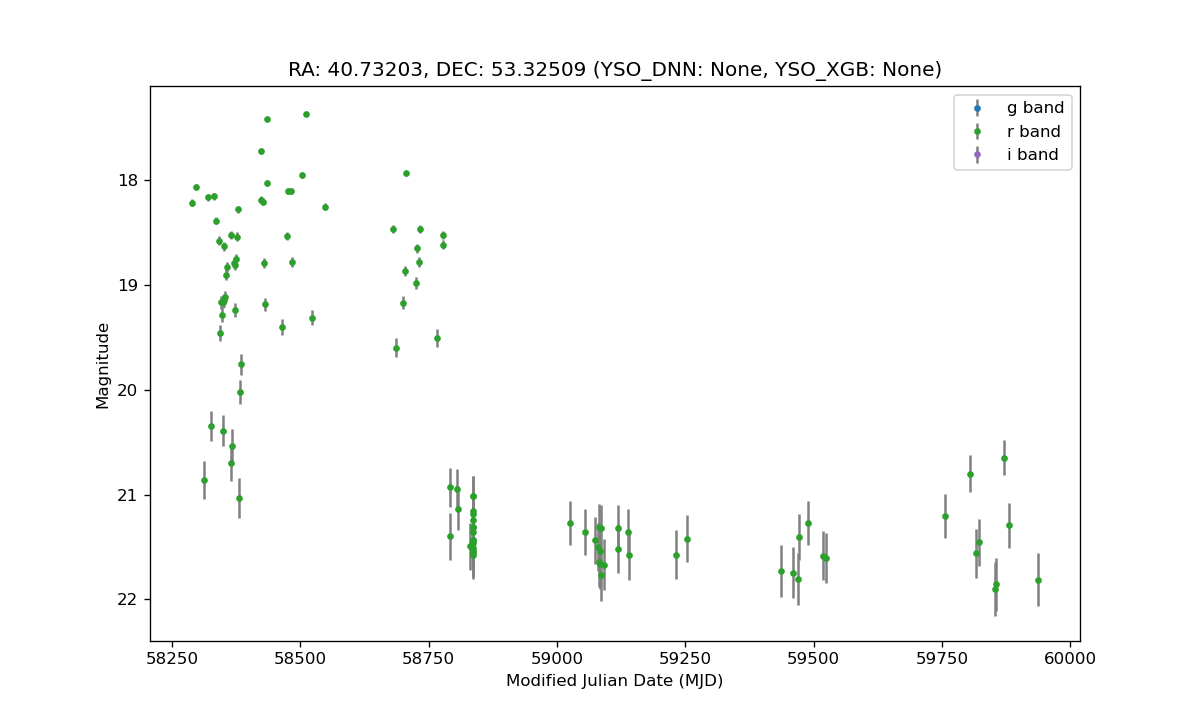 RA: 40.73203, DEC: 53.32509 (YSO_DNN: None, YSO_XGB: None)
g band
r band
i band
18
19
20
21
22
Magnitude
58250 58500 58750 59000 59250 59500 59750 60000
Modified Julian Date (MJD)